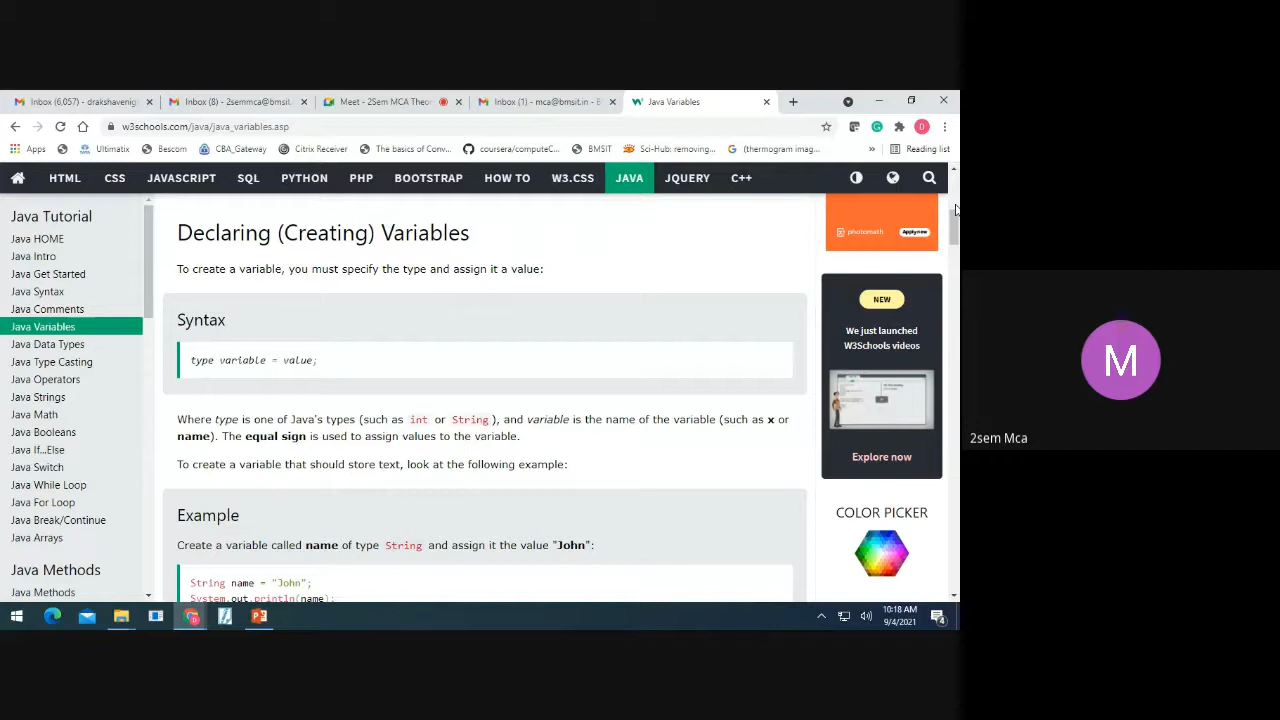 Inbox (6,057) - drakshavenig
Inbox (8) - 2semmca@bmsit.
Meet - 2Sem MCA Theor
Inbox (1) - mca@bmsit.in - B
Java Variables
w3schools.com/java/java_variables.asp
Apps
Ultimatix
Bescom
CBA_Gateway
Citrix Receiver
The basics of Conv...
coursera/computeC...
BMSIT
Sci-Hub: removing...
(thermogram imag...
»
Reading list
HTML
CSS
JAVASCRIPT
SQL
PYTHON
PHP
BOOTSTRAP
HOW TO
W3.CSS
JAVA
JQUERY
C++
Java Tutorial
Java HOME
Java Intro
Java Get Started
Java Syntax
Java Comments
Java Variables
Java Data Types
Java Type Casting
Java Operators
Java Strings
Java Math
Java Booleans
Java If...Else
Java Switch
Java While Loop
Java For Loop
Java Break/Continue
Java Arrays
Java Methods
Java Methods
Declaring (Creating) Variables
To create a variable, you must specify the type and assign it a value:
Syntax
type variable = value;
Where type is one of Java's types (such as int or String), and variable is the name of the variable (such as x or
name). The equal sign is used to assign values to the variable.
To create a variable that should store text, look at the following example:
Example
Create a variable called name of type String and assign it the value "John":
String name = "John";
System.out.println(name);
photomath
Apply now
NEW
We just launched
W3Schools videos
Explore now
COLOR PICKER
10:18 AM
9/4/2021
4
M
2sem Mca